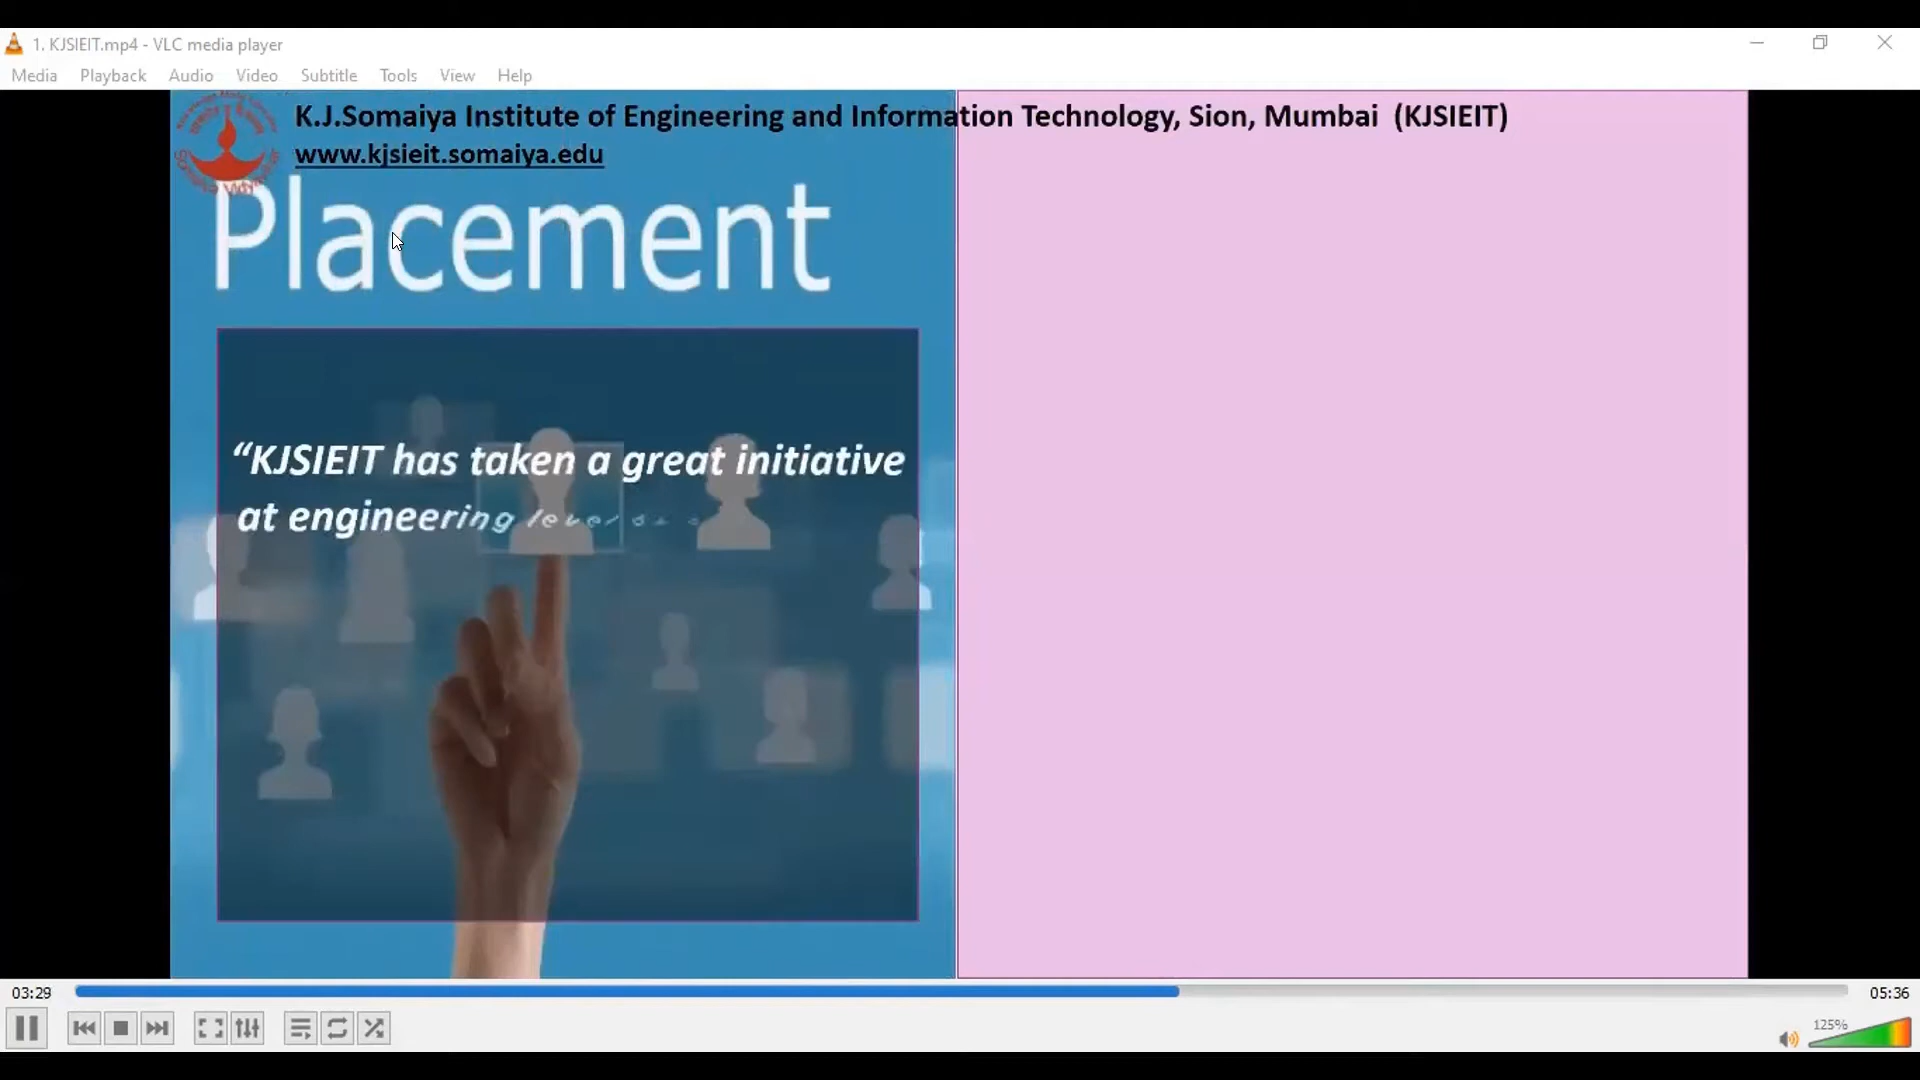 1. KJSIEIT.mp4 - VLC media player
Media Playback Audio Video Subtitle Tools View Help
K.J.Somaiya Institute of Engineering and Information Technology, Sion, Mumbai (KJSIEIT)
www.kjsieit.somaiya.edu
Placement
“KJSIEIT has taken a great initiative
at engineering level
03:29
05:36
125%